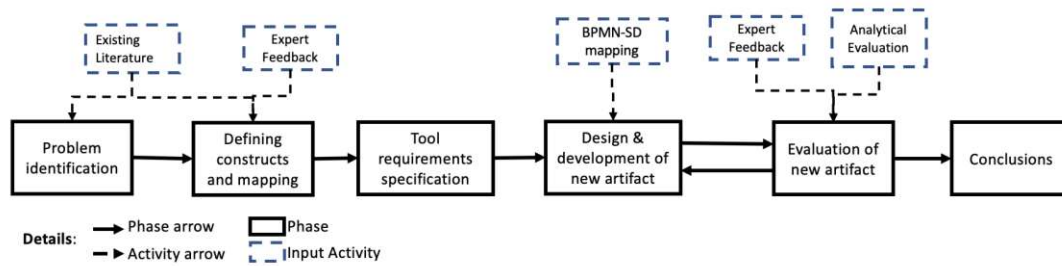 Existing
Literature
Expert
Feedback
BPMN-SD
mapping
Expert
Feedback
Analytical
Evaluation
Problem
identification
Defining
constructs
and mapping
Tool
requirements
specification
Design &
development of
new artifact
Evaluation of
new artifact
Conclusions
Details:
Phase arrow
Phase
Activity arrow
Input Activity